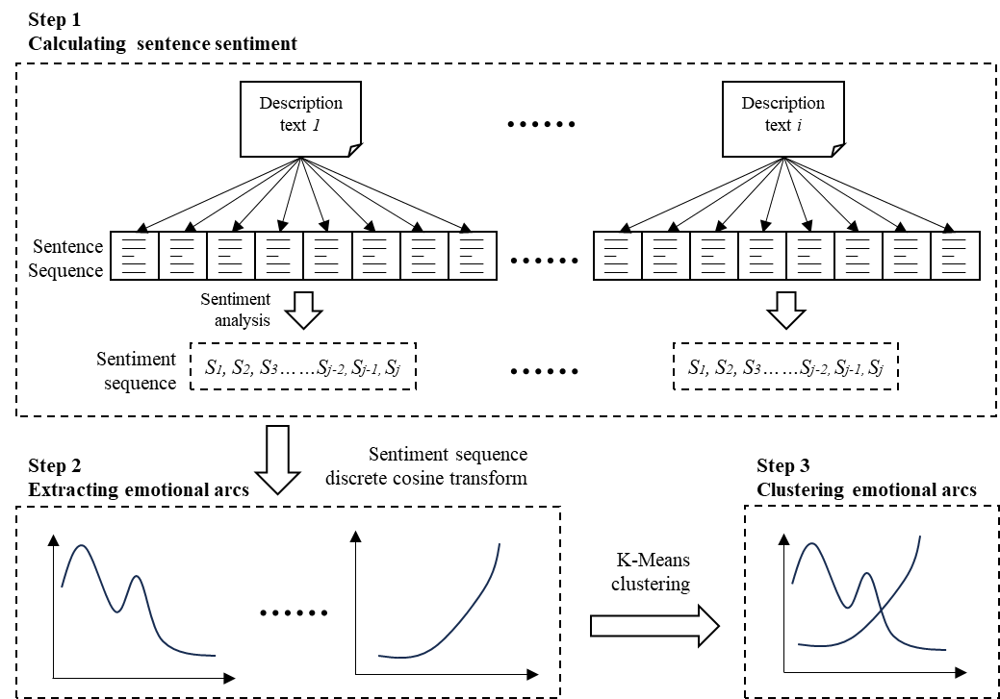 Step 1
Calculating sentence sentiment
Description
text 1
......
Description
text i
Sentence
Sequence
......
Sentiment
analysis
Sentiment
sequence
S1, S2, S3……Sj-2, Sj-1, Sj
......
S1, S2, S3……Sj-2, Sj-1, Sj
Sentiment sequence
discrete cosine transform
Step 2
Extracting emotional arcs
......
K-Means
clustering
Step 3
Clustering emotional arcs